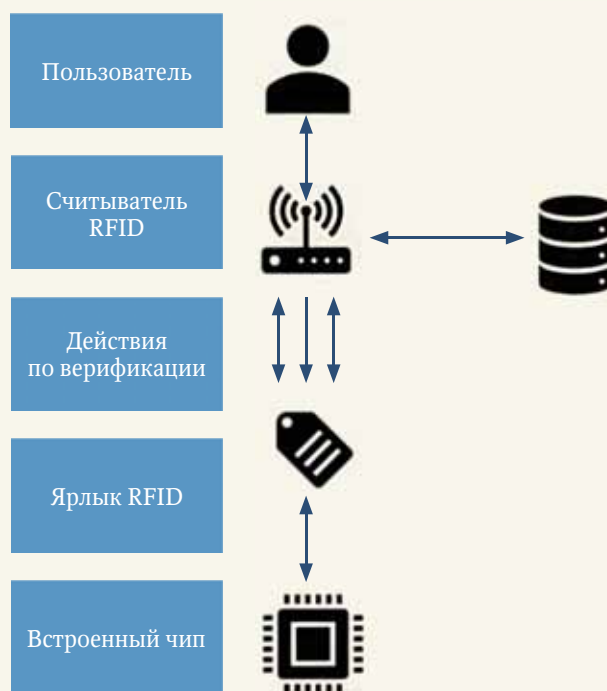 Пользователь
Считыватель
RFID
Действия
по верификации
Ярлык RFID
Встроенный чип